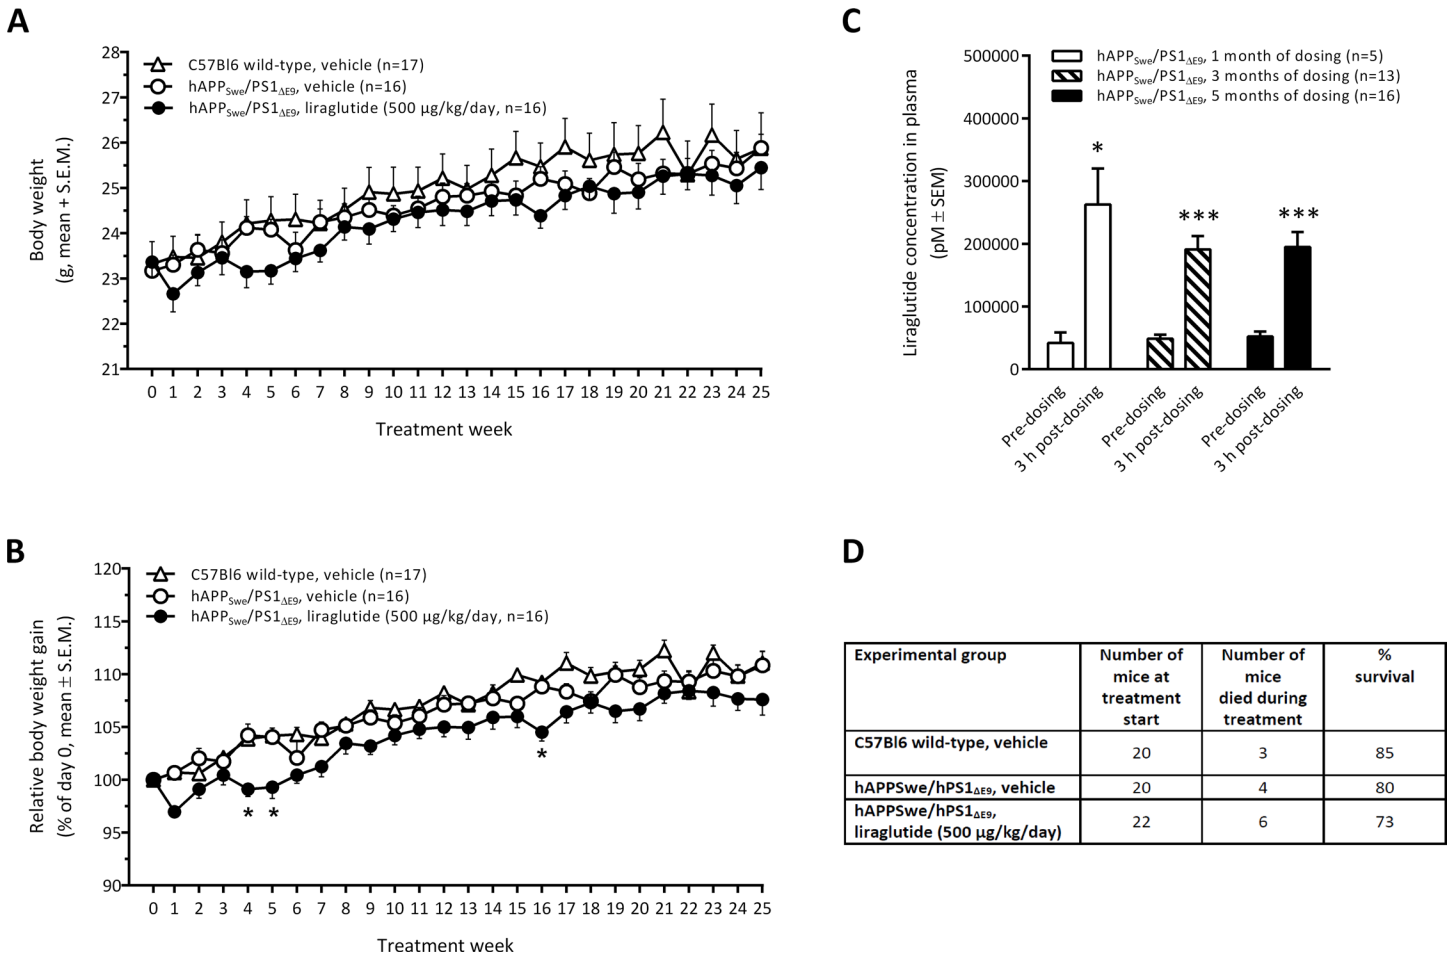 A
28
27
26
25
24
23
22
21
Body weight
(g, mean + S.E.M.)
C57Bl6 wild-type, vehicle (n=17)
hAPPSwe/PS1ΔE9, vehicle (n=16)
hAPPSwe/PS1ΔE9, liraglutide (500 µg/kg/day, n=16)
0 1 2 3 4 5 6 7 8 9 10 11 12 13 14 15 16 17 18 19 20 21 22 23 24 25
Treatment week
C
500000
400000
300000
200000
100000
0
Liraglutide concentration in plasma
(pM ± SEM)
hAPPSwe/PS1ΔE9, 1 month of dosing (n=5)
hAPPSwe/PS1ΔE9, 3 months of dosing (n=13)
hAPPSwe/PS1ΔE9, 5 months of dosing (n=16)
*
***
***
Pre-dosing
3 h post-dosing
Pre-dosing
3 h post-dosing
Pre-dosing
3 h post-dosing
B
120
115
110
105
100
95
90
Relative body weight gain
(% of day 0, mean ± S.E.M.)
C57Bl6 wild-type, vehicle (n=17)
hAPPSwe/PS1ΔE9, vehicle (n=16)
hAPPSwe/PS1ΔE9, liraglutide (500 µg/kg/day, n=16)
* * *
0 1 2 3 4 5 6 7 8 9 10 11 12 13 14 15 16 17 18 19 20 21 22 23 24 25
Treatment week
D
Experimental group
Number of
mice at
treatment
start
Number of
mice
died during
treatment
%
survival
C57Bl6 wild-type, vehicle 20 3 85
hAPPSwe/hPS1ΔE9, vehicle 20 4 80
hAPPSwe/hPS1ΔE9,
liraglutide (500 µg/kg/day) 22 6 73